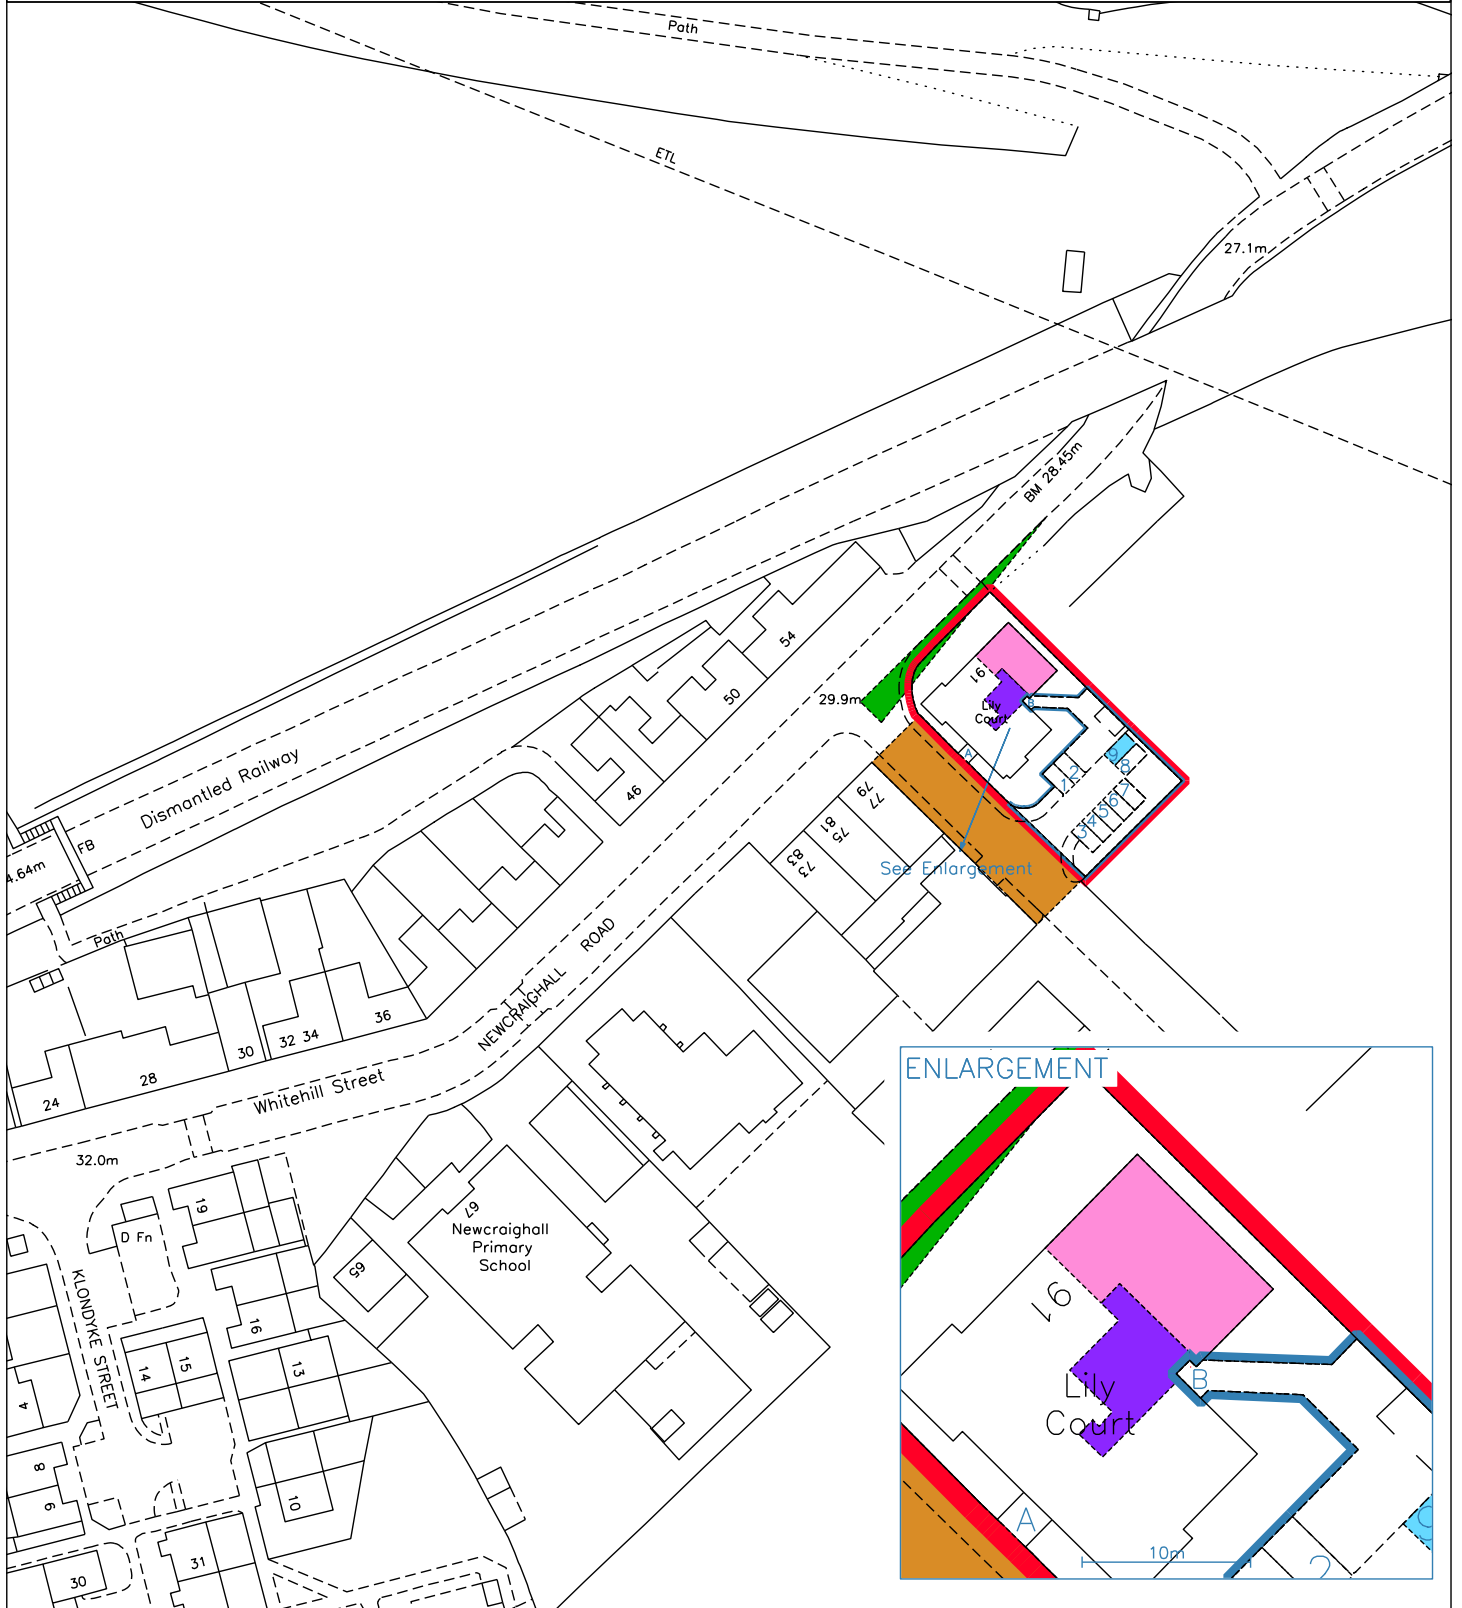 Path
ETL
27.1m
BM 28.45m
54
50
29.9m
91
Lily
Court
B
A
1
2
9
8
7
6
5
4
3
46
79
77
81
75
83
73
See Enlargement
Dismantled Railway
FB
4.64m
Path
NEWCRAIGHALL ROAD
36
32 34
30
28
24
Whitehill Street
32.0m
19
D Fn
67
Newcraighall
Primary
School
65
KLONDYKE STREET
16
15
14
13
4
8
6
10
31
30
ENLARGEMENT
91
Lily
Court
B
A
2
9
10m